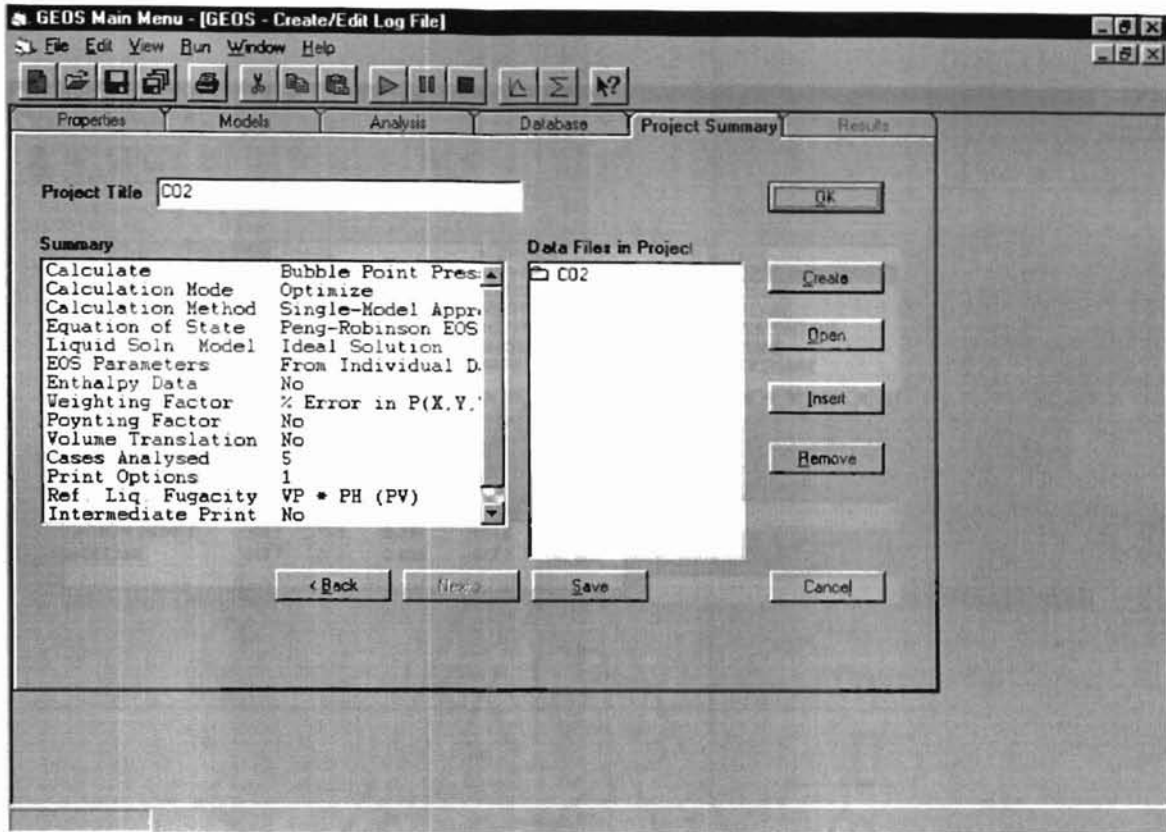 GEOS Main Menu - [GEOS - Create/Edit Log File]
File Edit View Run Window Help
Properties Models Analysis Database Project Summary Results
Project Title CO2
OK
Summary
Data Files in Project
Calculate Bubble Point Press
CO2
Create
Calculation Mode Optimize
Calculation Method Single-Model Appr
Equation of State Peng-Robinson EOS
Open
Liquid Soln Model Ideal Solution
EOS Parameters From Individual D
Enthalpy Data No
Insert
Weighting Factor % Error in P(X,Y,
Poynting Factor No
Volume Translation No
Remove
Cases Analysed 5
Print Options 1
Ref. Liq. Fugacity VP * PH (PV)
Intermediate Print No
< Back Next > Save Cancel